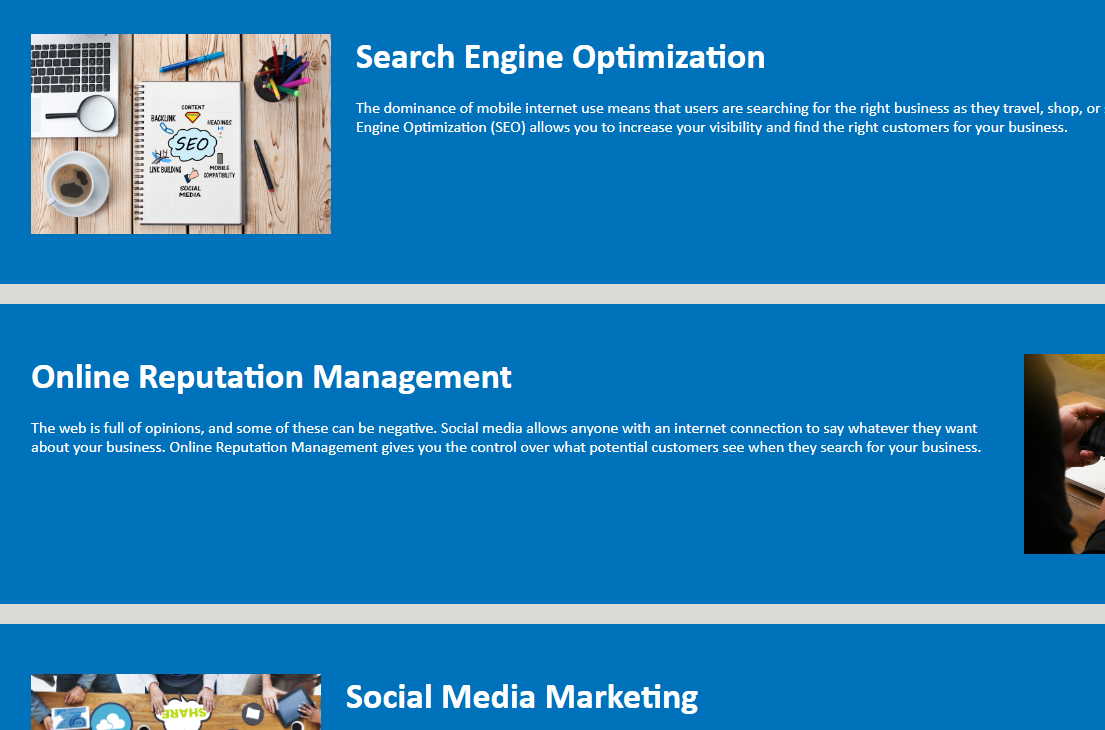 Search Engine Optimization
The dominance of mobile internet use means that users are searching for the right business as they travel, shop, or
Engine Optimization (SEO) allows you to increase your visibility and find the right customers for your business.
CONTENT
BACKLINK
HEADINGS
SEO
LINK BUILDING
MOBILE
COMPATIBILITY
SOCIAL
MEDIA
Online Reputation Management
The web is full of opinions, and some of these can be negative. Social media allows anyone with an internet connection to say whatever they want
about your business. Online Reputation Management gives you the control over what potential customers see when they search for your business.
Social Media Marketing
SHARE